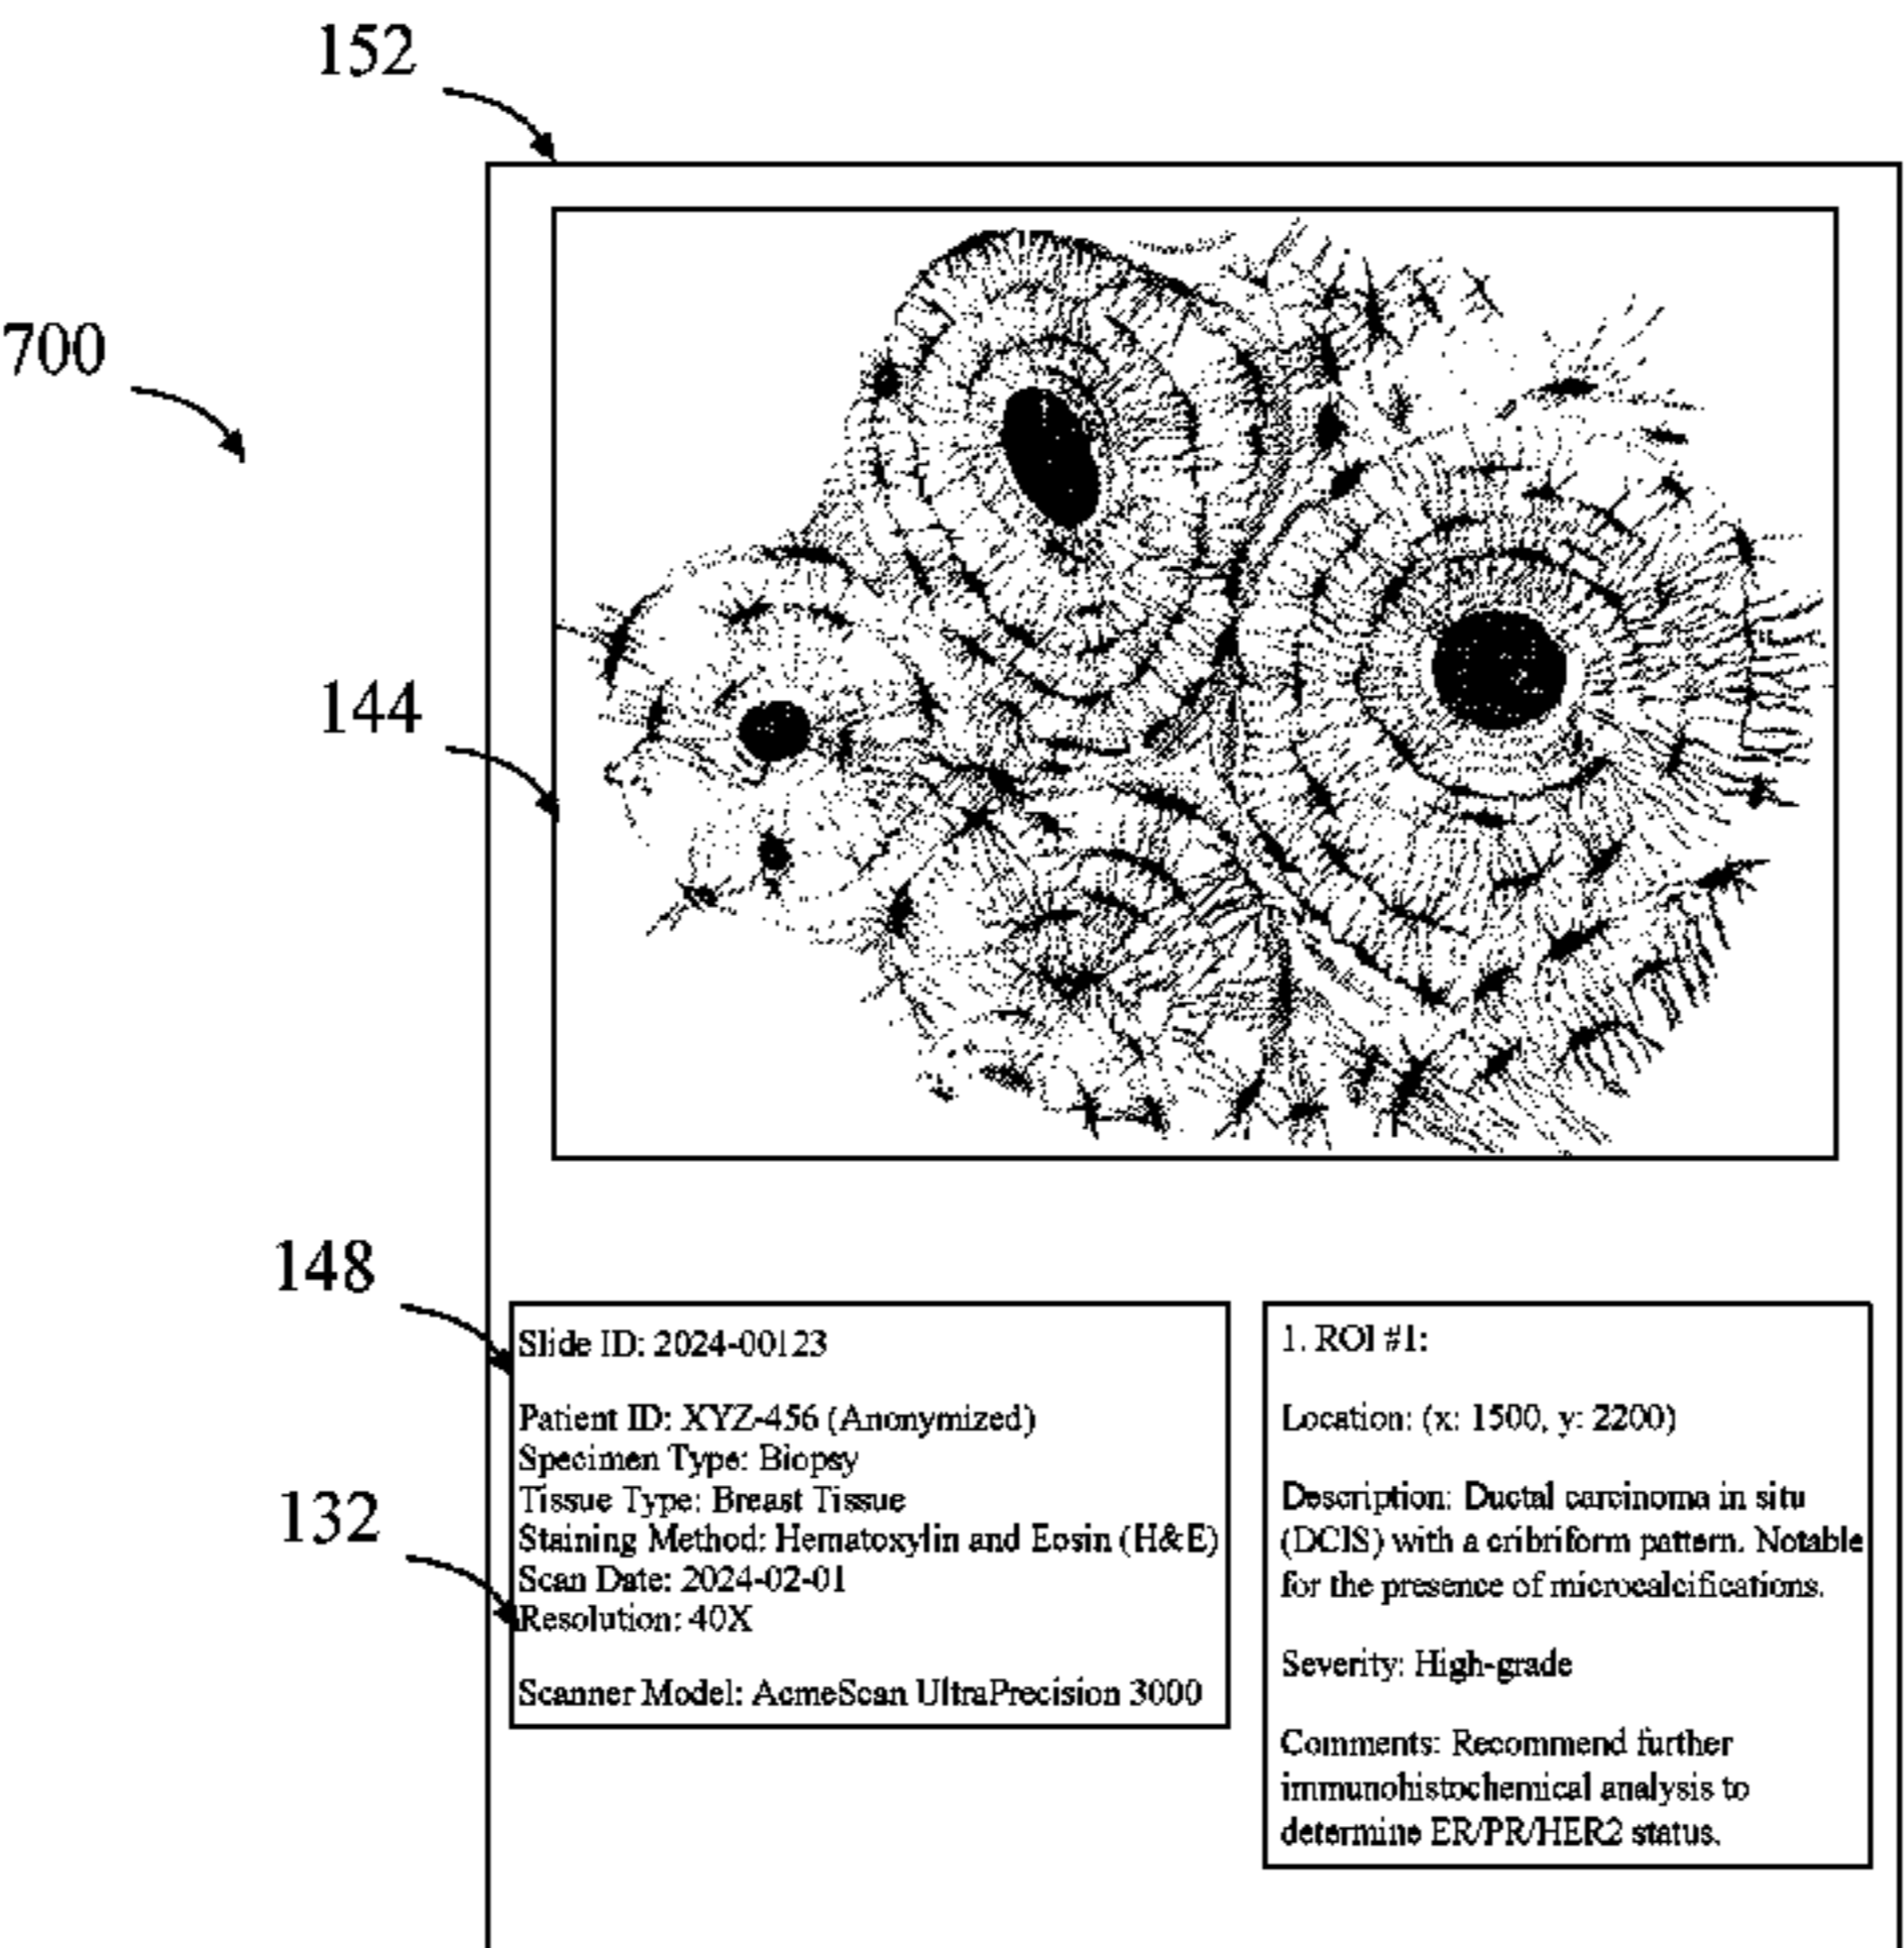 152
700
144
148
132
Slide ID: 2024-00123
Patient ID: XYZ-456 (Anonymized)
Specimen Type: Biopsy
Tissue Type: Breast Tissue
Staining Method: Hematoxylin and Eosin (H&E)
Scan Date: 2024-02-01
Resolution: 40X
Scanner Model: AcmeScan UltraPrecision 3000
1. ROI #1:
Location: (x: 1500, y: 2200)
Description: Ductal carcinoma in situ
(DCIS) with a cribriform pattern. Notable
for the presence of microcalcifications.
Severity: High-grade
Comments: Recommend further
immunohistochemical analysis to
determine ER/PR/HER2 status.